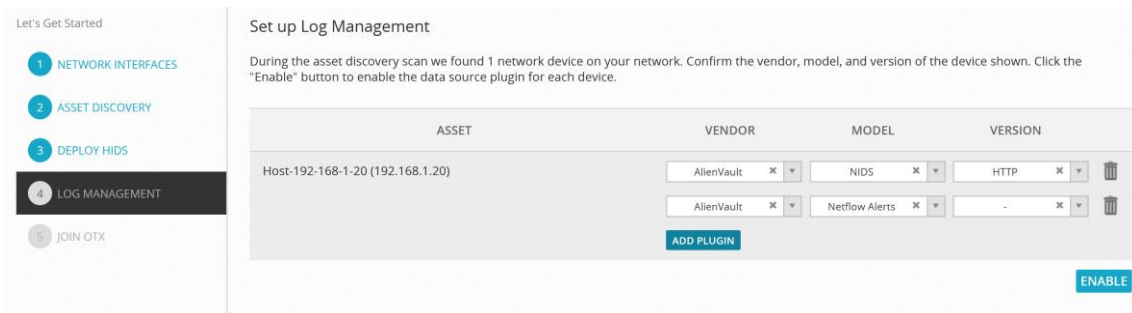 Let's Get Started
1 NETWORK INTERFACES
2 ASSET DISCOVERY
3 DEPLOY HIDS
4 LOG MANAGEMENT
5 JOIN OTX
Set up Log Management
During the asset discovery scan we found 1 network device on your network. Confirm the vendor, model, and version of the device shown. Click the
"Enable" button to enable the data source plugin for each device.
ASSET VENDOR MODEL VERSION
Host-192-168-1-20 (192.168.1.20) AlienVault NIDS HTTP
AlienVault Netflow Alerts -
ADD PLUGIN
ENABLE